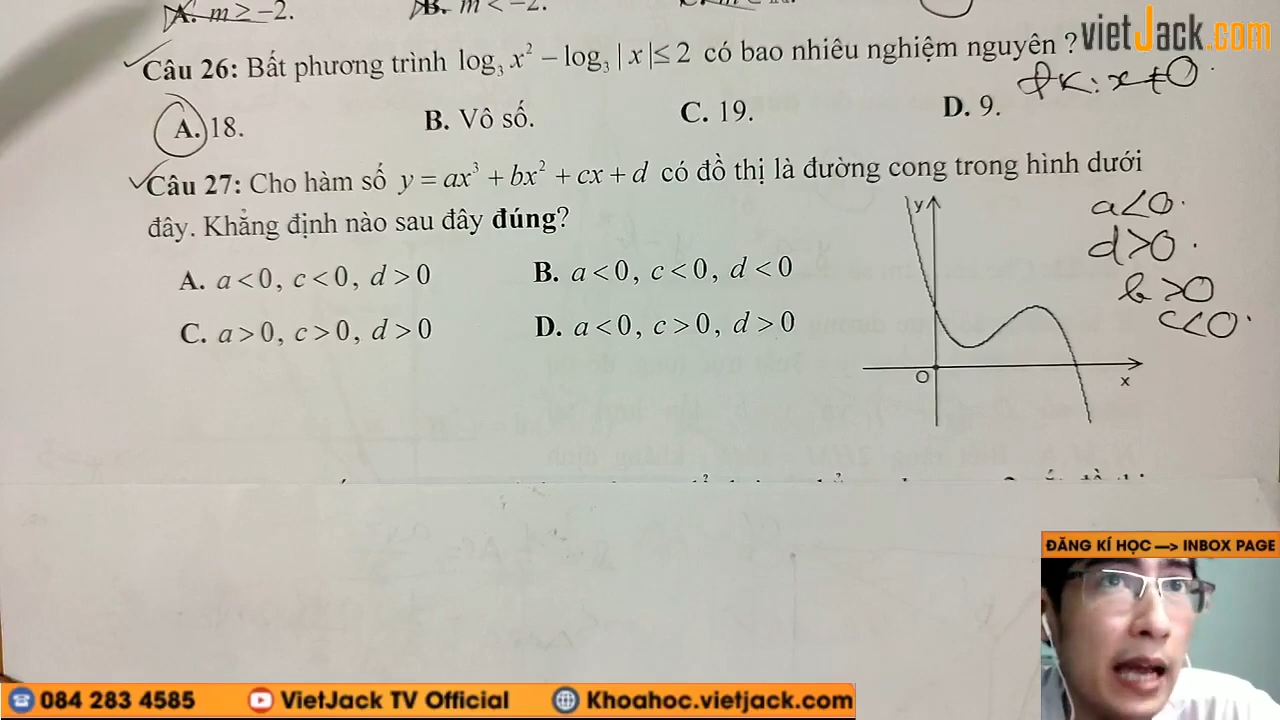 A. m ≥ −2.
B. m < −2.
vietJack.com
Câu 26: Bất phương trình log₃ x² − log₃ |x| ≤ 2 có bao nhiêu nghiệm nguyên ?
ĐK: x ≠ 0.
A. 18. B. Vô số. C. 19. D. 9.
Câu 27: Cho hàm số y = ax³ + bx² + cx + d có đồ thị là đường cong trong hình dưới
đây. Khẳng định nào sau đây đúng?
A. a < 0, c < 0, d > 0 B. a < 0, c < 0, d < 0
C. a > 0, c > 0, d > 0 D. a < 0, c > 0, d > 0
y
O
x
a<0.
d>0.
b>0
c<0.
ĐĂNG KÍ HỌC —> INBOX PAGE
084 283 4585 VietJack TV Official Khoahoc.vietjack.com